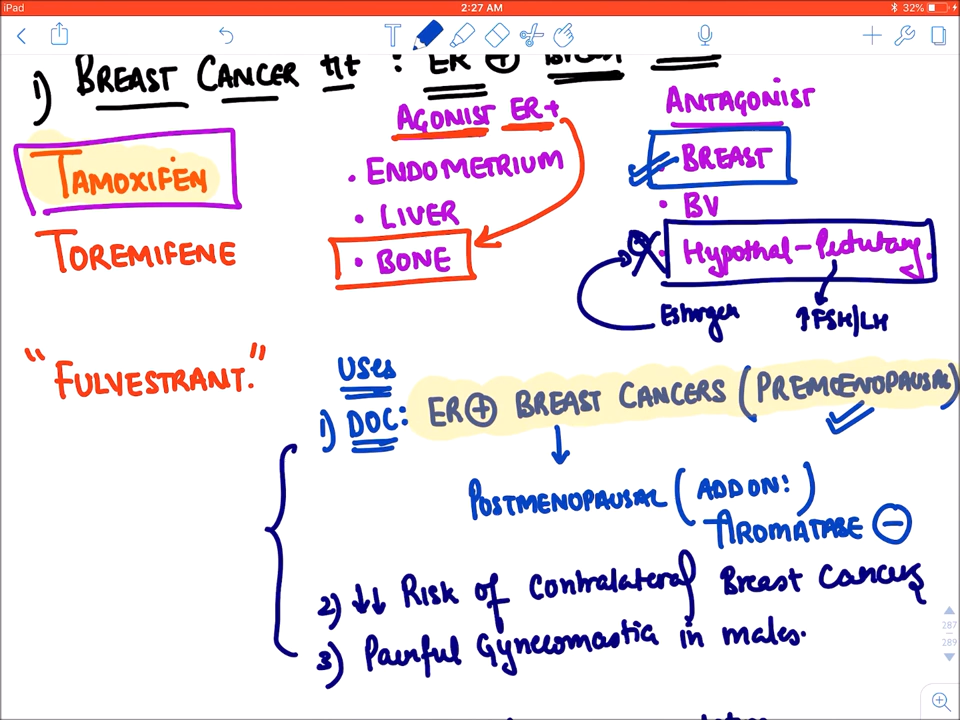 iPad 2:27 AM 32%
T
1) BREAST CANCER ttt : ER ⊕
AGONIST ER+
ANTAGONIST
TAMOXIFEN
• ENDOMETRIUM
• BREAST
• LIVER
• BV
TOREMIFENE
• BONE
• Hypothal - Pictutary.
Estrogen
↑FSH/LH
"FULVESTRANT."
USES
1) DOC: ER⊕ BREAST CANCERS (PREMENOPAUSAL)
↓
POSTMENOPAUSAL (ADD ON:)
AROMATASE ⊖
2) ↓↓ Risk of Contralateral Breast Cancer
3) Painful Gynecomastia in males.
287
289